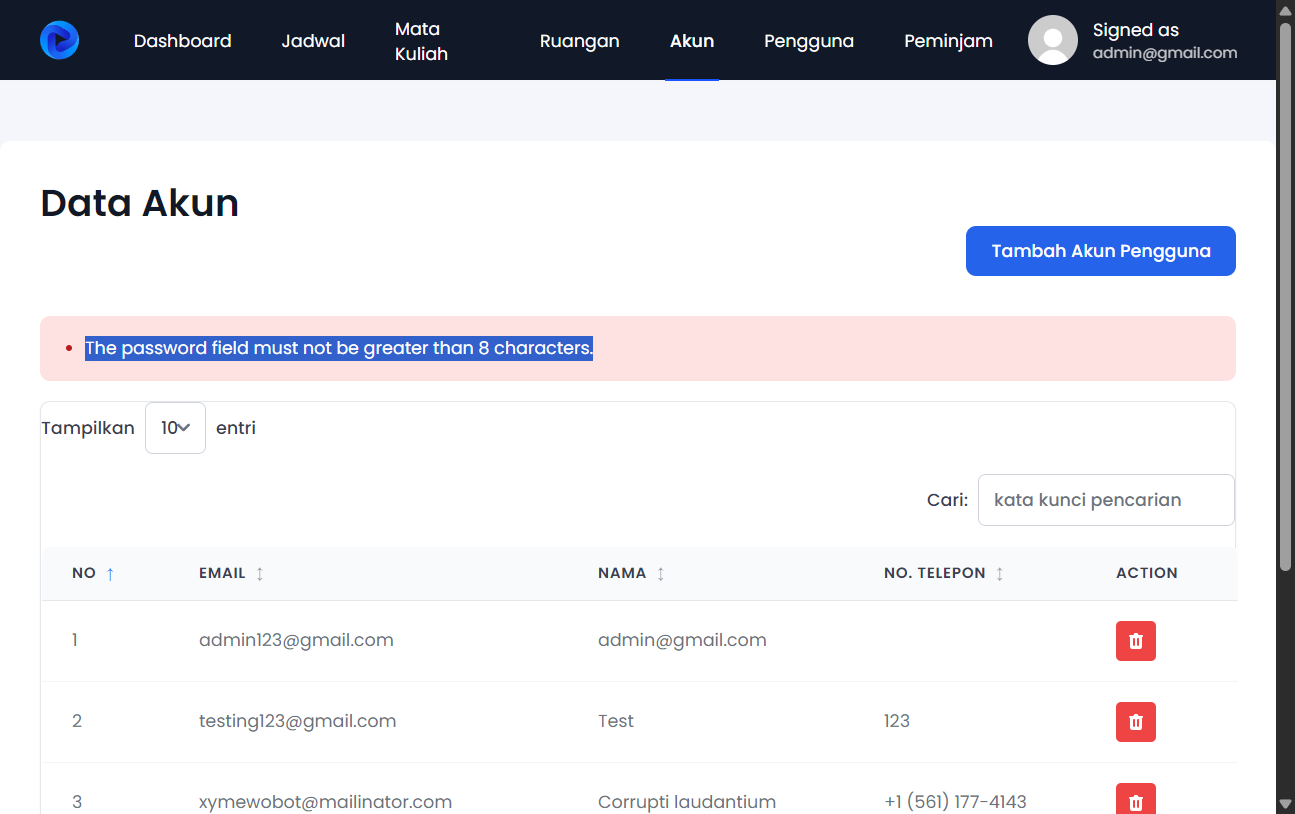 Dashboard Jadwal Mata Kuliah Ruangan Akun Pengguna Peminjam Signed as
admin@gmail.com
Data Akun
Tambah Akun Pengguna
The password field must not be greater than 8 characters.
Tampilkan 10 entri
Cari: kata kunci pencarian
NO EMAIL NAMA NO. TELEPON ACTION
1 admin123@gmail.com admin@gmail.com
2 testing123@gmail.com Test 123
3 xymewobot@mailinator.com Corrupti laudantium +1 (561) 177-4143